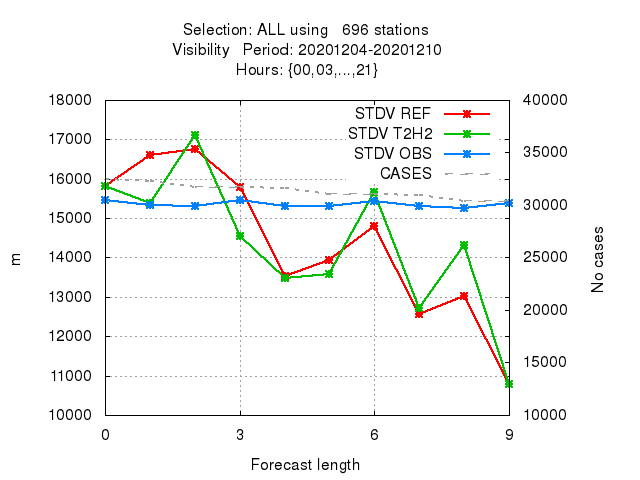 Selection: ALL using   696 stations
Visibility   Period: 20201204-20201210
Hours: {00,03,...,21}
18000
17000
16000
15000
14000
13000
12000
11000
10000
m
STDV REF
STDV T2H2
STDV OBS
CASES
40000
35000
30000
25000
20000
15000
10000
No cases
0 3 6 9
Forecast length